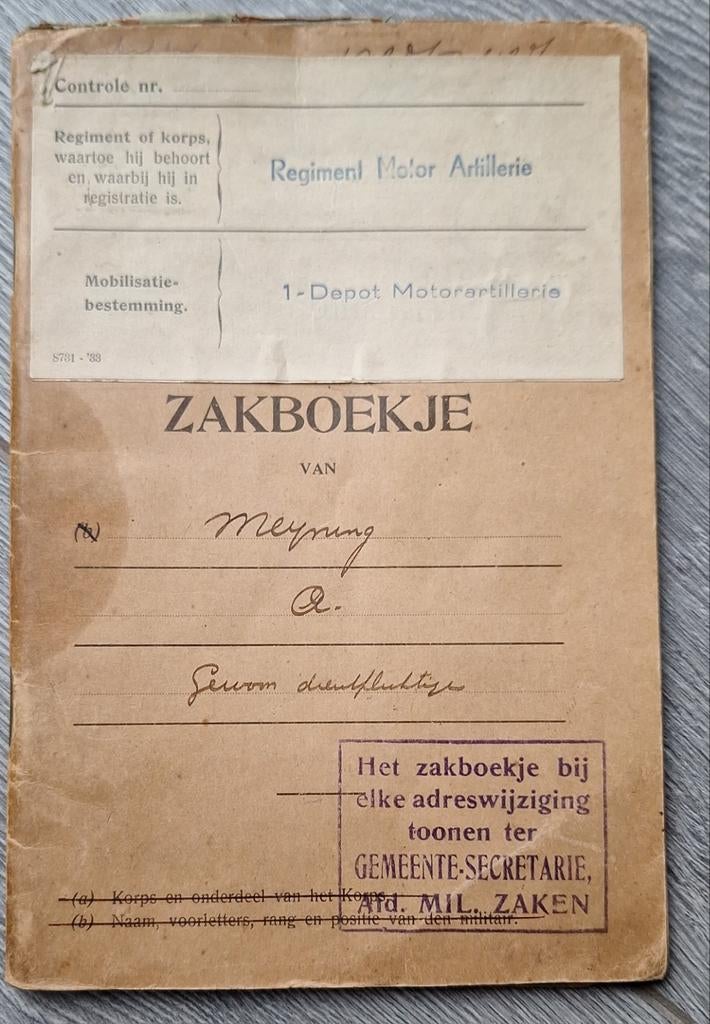 Controle nr.
Regiment of korps,
waartoe hij behoort
en waarbij hij in
registratie is.
Regiment Motor Artillerie
Mobilisatie-
bestemming.
1-Depot Motorartillerie
S731 - '33
ZAKBOEKJE
VAN
(b) Meyning
A.
Gewoon dienstplichtige
Het zakboekje bij
elke adreswijziging
toonen ter
GEMEENTE-SECRETARIE,
Afd. MIL. ZAKEN
(a) Korps en onderdeel van het Korps.
(b) Naam, voorletters, rang en positie van den militair.